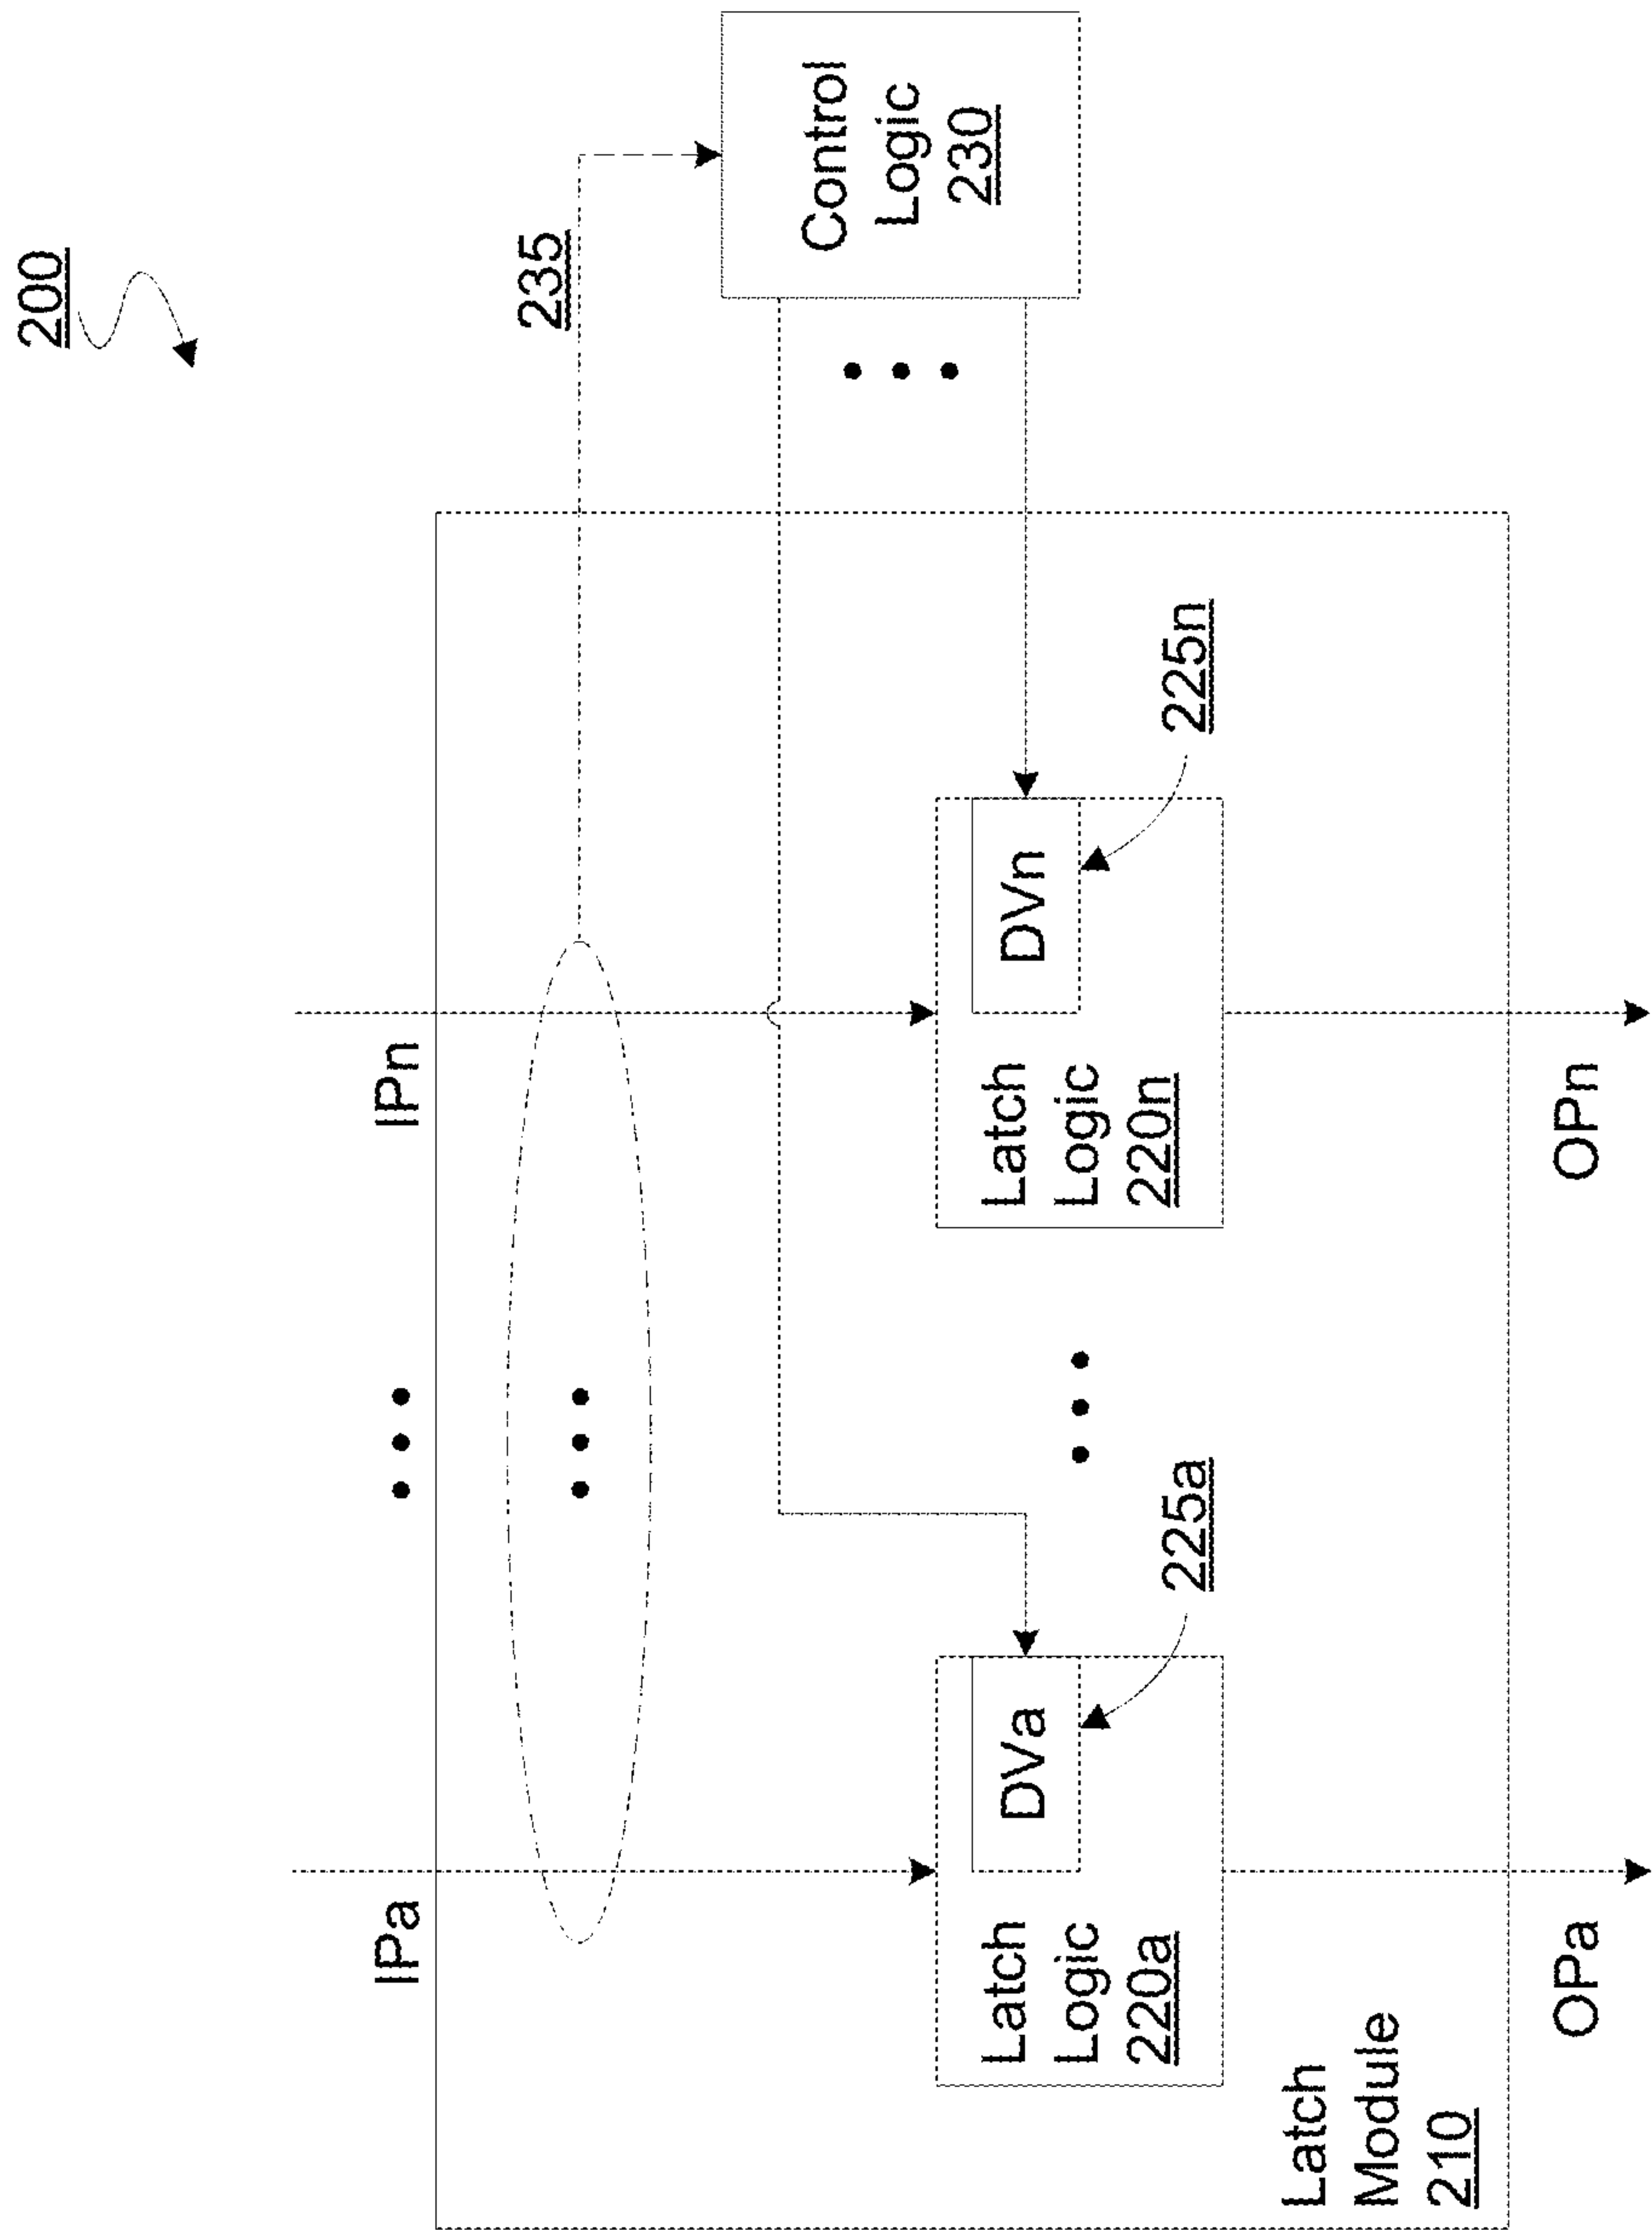 200
IPa
IPn
235
Control
Logic
230
Latch
Logic
220a
DVa
225a
Latch
Logic
220n
DVn
225n
Latch
Module
210
OPa
OPn